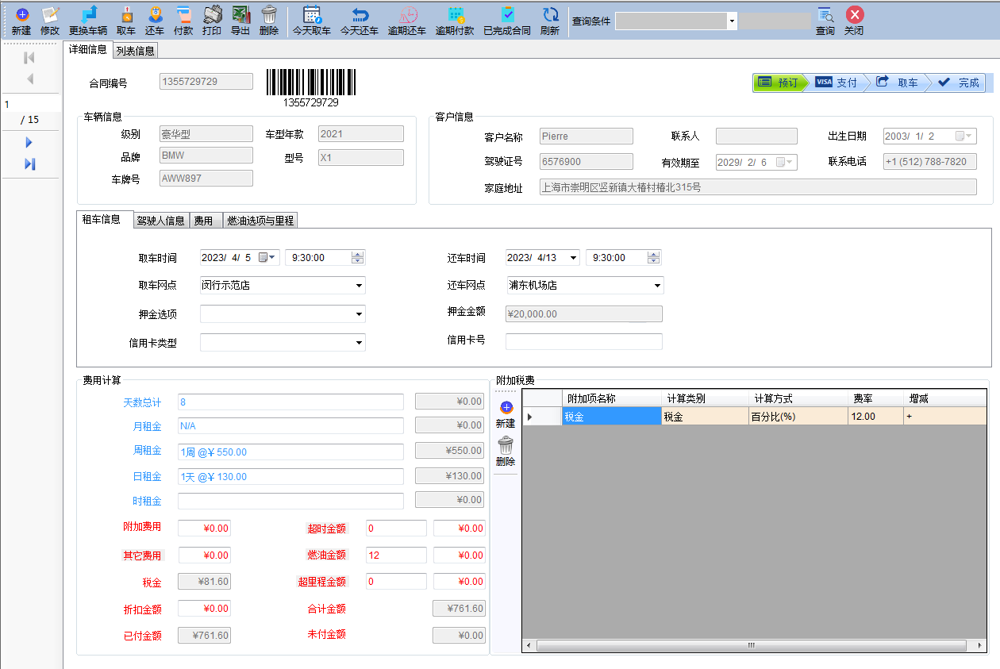 新建 修改 更换车辆 取车 还车 付款 打印 导出 删除 今天取车 今天还车 逾期还车 逾期付款 已完成合同 刷新 查询条件 查询 关闭
详细信息 列表信息
1
/ 15
合同编号 1355729729
1355729729
预订 VISA 支付 取车 完成
车辆信息
级别 豪华型 车型年款 2021
品牌 BMW 型号 X1
车牌号 AWW897
客户信息
客户名称 Pierre 联系人 出生日期 2003/ 1/ 2
驾驶证号 6576900 有效期至 2029/ 2/ 6 联系电话 +1 (512) 788-7820
家庭地址 上海市崇明区竖新镇大椿村椿北315号
租车信息 驾驶人信息 费用 燃油选项与里程
取车时间 2023/ 4/ 5 9:30:00 还车时间 2023/ 4/13 9:30:00
取车网点 闵行示范店 还车网点 浦东机场店
押金选项 押金金额 ¥20,000.00
信用卡类型 信用卡号
费用计算
天数总计 8 ¥0.00
月租金 N/A ¥0.00
周租金 1周 @¥ 550.00 ¥550.00
日租金 1天 @¥ 130.00 ¥130.00
时租金 ¥0.00
附加费用 ¥0.00 超时金额 0 ¥0.00
其它费用 ¥0.00 燃油金额 12 ¥0.00
税金 ¥81.60 超里程金额 0 ¥0.00
折扣金额 ¥0.00 合计金额 ¥761.60
已付金额 ¥761.60 未付金额 ¥0.00
附加税费
新建
删除
附加项名称 计算类别 计算方式 费率 增减
税金 税金 百分比(%) 12.00 +